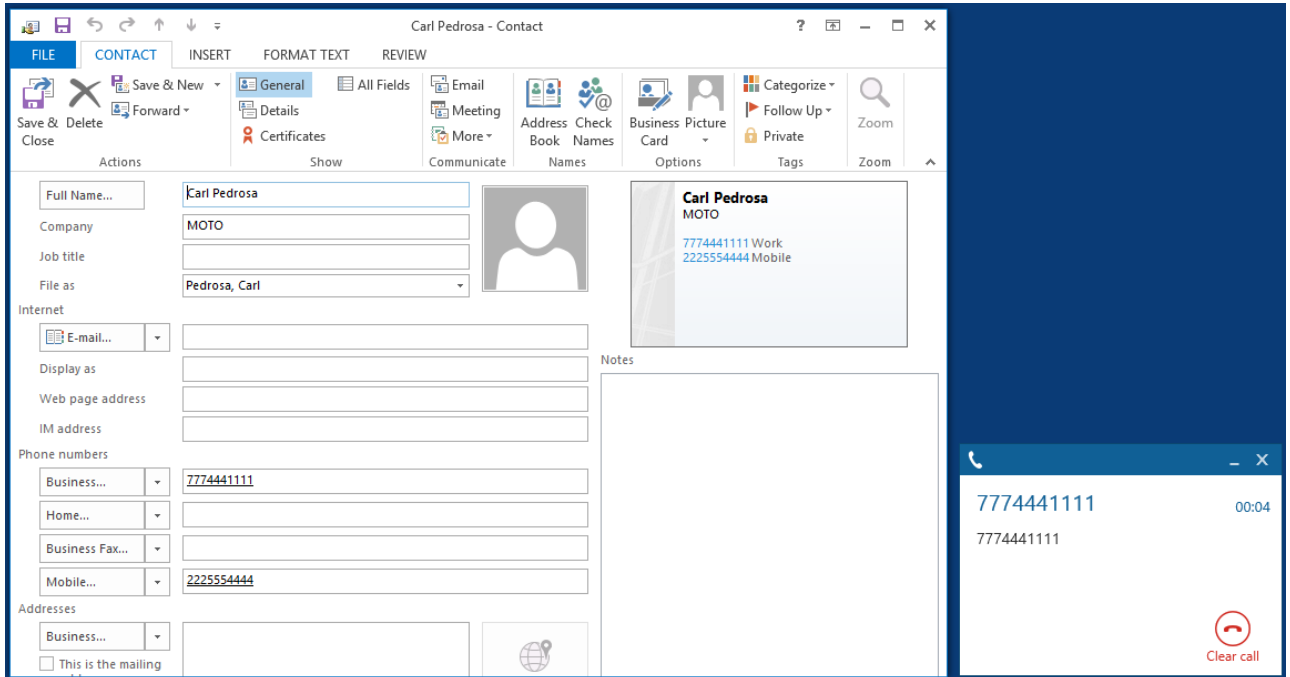 Carl Pedrosa - Contact
?
FILE CONTACT INSERT FORMAT TEXT REVIEW
Save & Close
Delete
Save & New
Forward
Actions
General
Details
Certificates
All Fields
Show
Email
Meeting
More
Communicate
Address Book
Check Names
Names
Business Card
Picture
Options
Categorize
Follow Up
Private
Tags
Zoom
Zoom
Full Name... Carl Pedrosa
Company MOTO
Job title
File as Pedrosa, Carl
Internet
E-mail...
Display as
Web page address
IM address
Phone numbers
Business... 7774441111
Home...
Business Fax...
Mobile... 2225554444
Addresses
Business...
This is the mailing
Carl Pedrosa
MOTO
7774441111 Work
2225554444 Mobile
Notes
7774441111 00:04
7774441111
Clear call